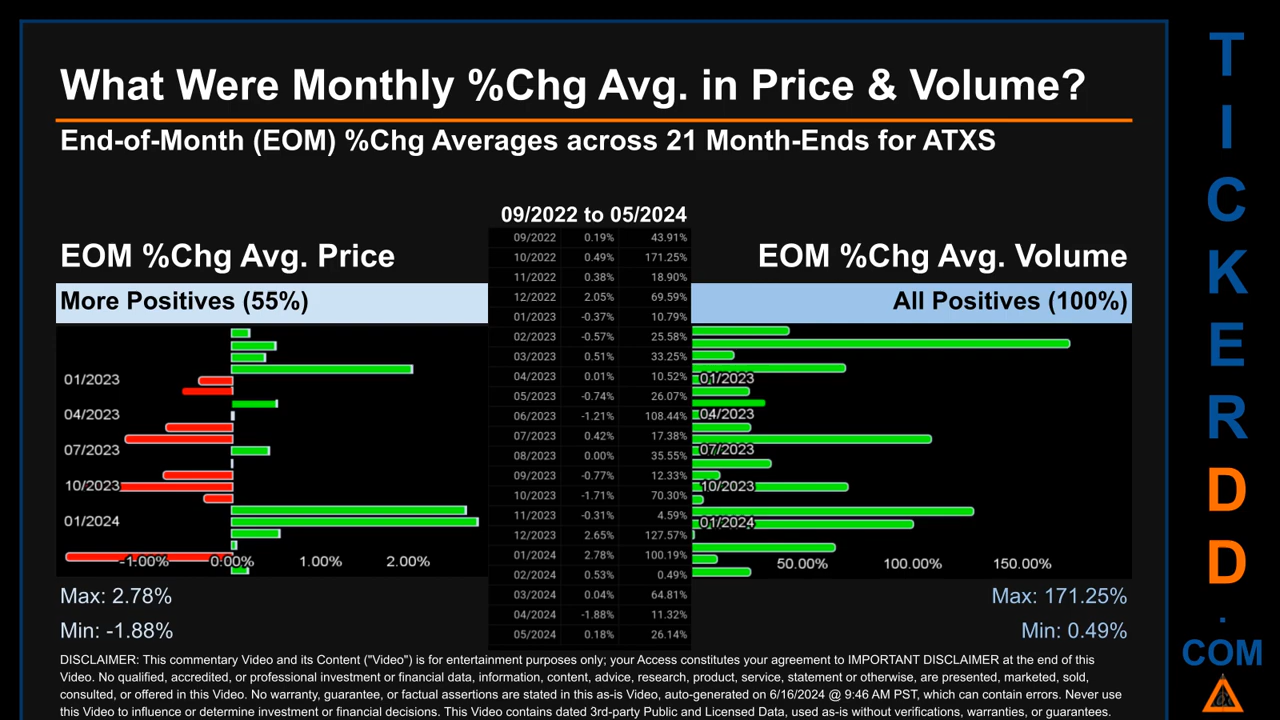 What Were Monthly %Chg Avg. in Price & Volume?
End-of-Month (EOM) %Chg Averages across 21 Month-Ends for ATXS
09/2022 to 05/2024
EOM %Chg Avg. Price
More Positives (55%)
01/2023
04/2023
07/2023
10/2023
01/2024
-1.00% 0.00% 1.00% 2.00%
Max: 2.78%
Min: -1.88%
09/2022 0.19% 43.91%
10/2022 0.49% 171.25%
11/2022 0.38% 18.90%
12/2022 2.05% 69.59%
01/2023 -0.37% 10.79%
02/2023 -0.57% 25.58%
03/2023 0.51% 33.25%
04/2023 0.01% 10.52%
05/2023 -0.74% 26.07%
06/2023 -1.21% 108.44%
07/2023 0.42% 17.38%
08/2023 0.00% 35.55%
09/2023 -0.77% 12.33%
10/2023 -1.71% 70.30%
11/2023 -0.31% 4.59%
12/2023 2.65% 127.57%
01/2024 2.78% 100.19%
02/2024 0.53% 0.49%
03/2024 0.04% 64.81%
04/2024 -1.88% 11.32%
05/2024 0.18% 26.14%
EOM %Chg Avg. Volume
All Positives (100%)
01/2023
04/2023
07/2023
10/2023
01/2024
50.00% 100.00% 150.00%
Max: 171.25%
Min: 0.49%
DISCLAIMER: This commentary Video and its Content ("Video") is for entertainment purposes only; your Access constitutes your agreement to IMPORTANT DISCLAIMER at the end of this
Video. No qualified, accredited, or professional investment or financial data, information, content, advice, research, product, service, statement or otherwise, are presented, marketed, sold,
consulted, or offered in this Video. No warranty, guarantee, or factual assertions are stated in this as-is Video, auto-generated on 6/16/2024 @ 9:46 AM PST, which can contain errors. Never use
this Video to influence or determine investment or financial decisions. This Video contains dated 3rd-party Public and Licensed Data, used as-is without verifications, warranties, or guarantees.
T
I
C
K
E
R
D
D
.
COM